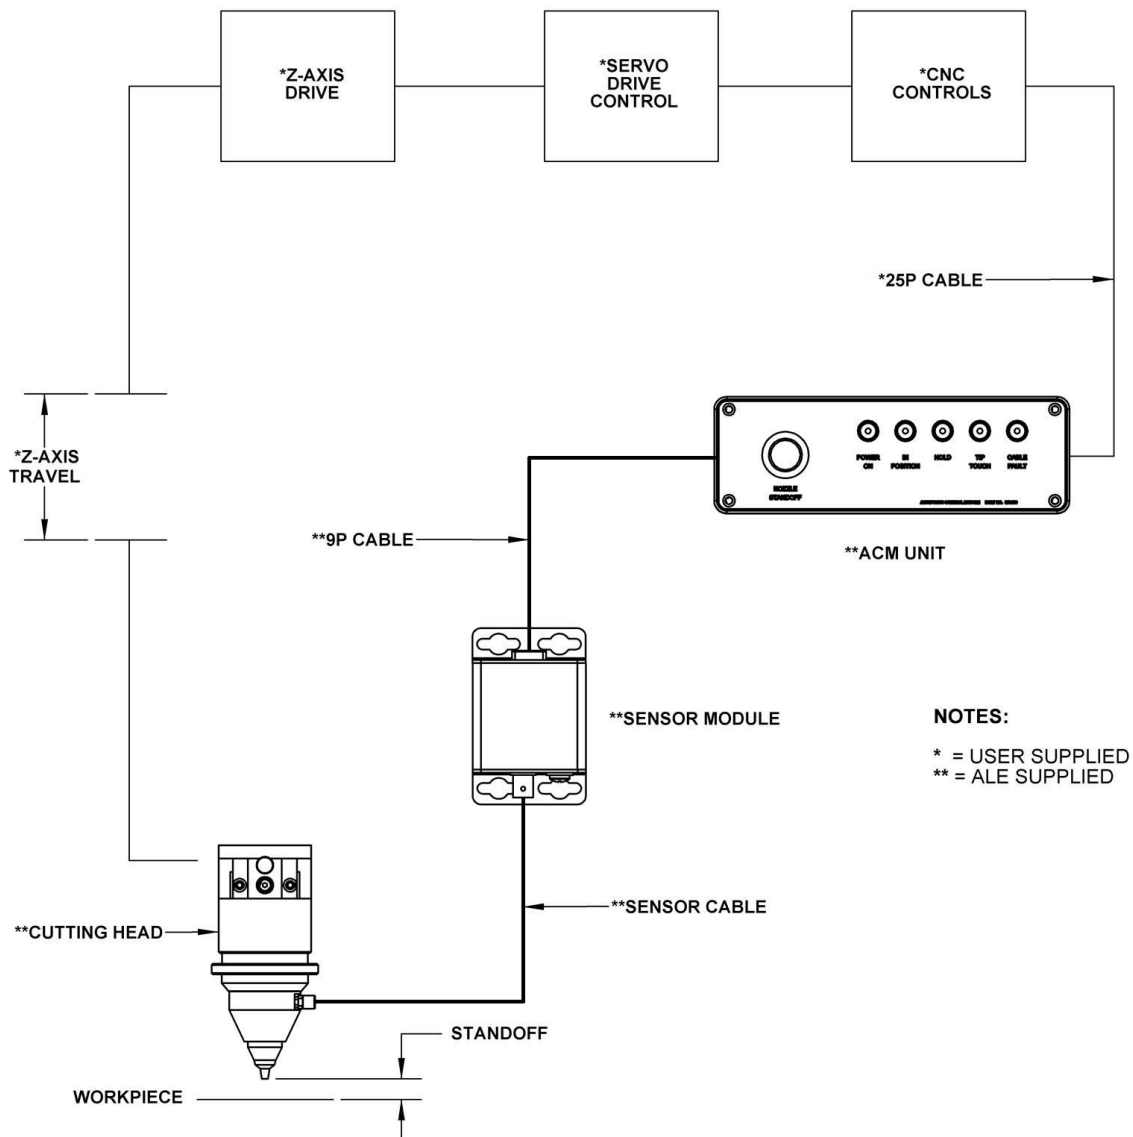 *Z-AXIS
DRIVE
*SERVO
DRIVE
CONTROL
*CNC
CONTROLS
*25P CABLE
*Z-AXIS
TRAVEL
POWER
ON
IN
POSITION
HOLD
TIP
TOUCH
CABLE
FAULT
NOZZLE
STANDOFF
**9P CABLE
**ACM UNIT
**SENSOR MODULE
NOTES:
* = USER SUPPLIED
** = ALE SUPPLIED
**SENSOR CABLE
**CUTTING HEAD
STANDOFF
WORKPIECE